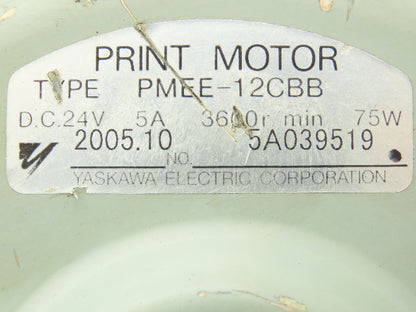 PRINT MOTOR
TYPE PMEE-12CBB
D.C.24V 5A 3600r min 75W
2005.10 NO. 5A039519
YASKAWA ELECTRIC CORPORATION